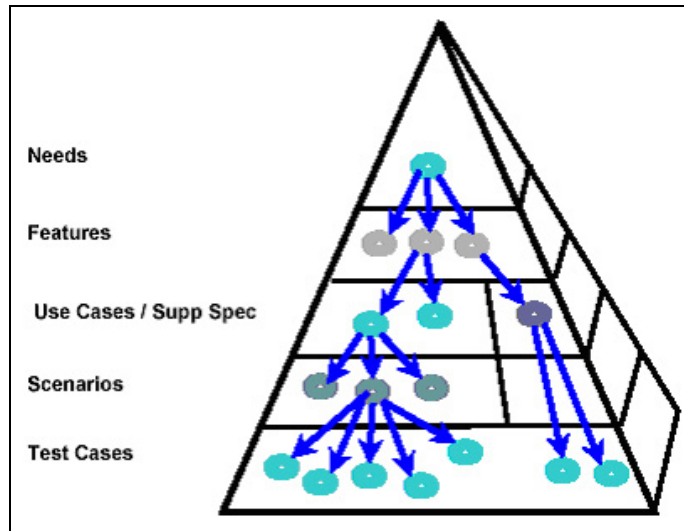 Needs
Features
Use Cases / Supp Spec
Scenarios
Test Cases